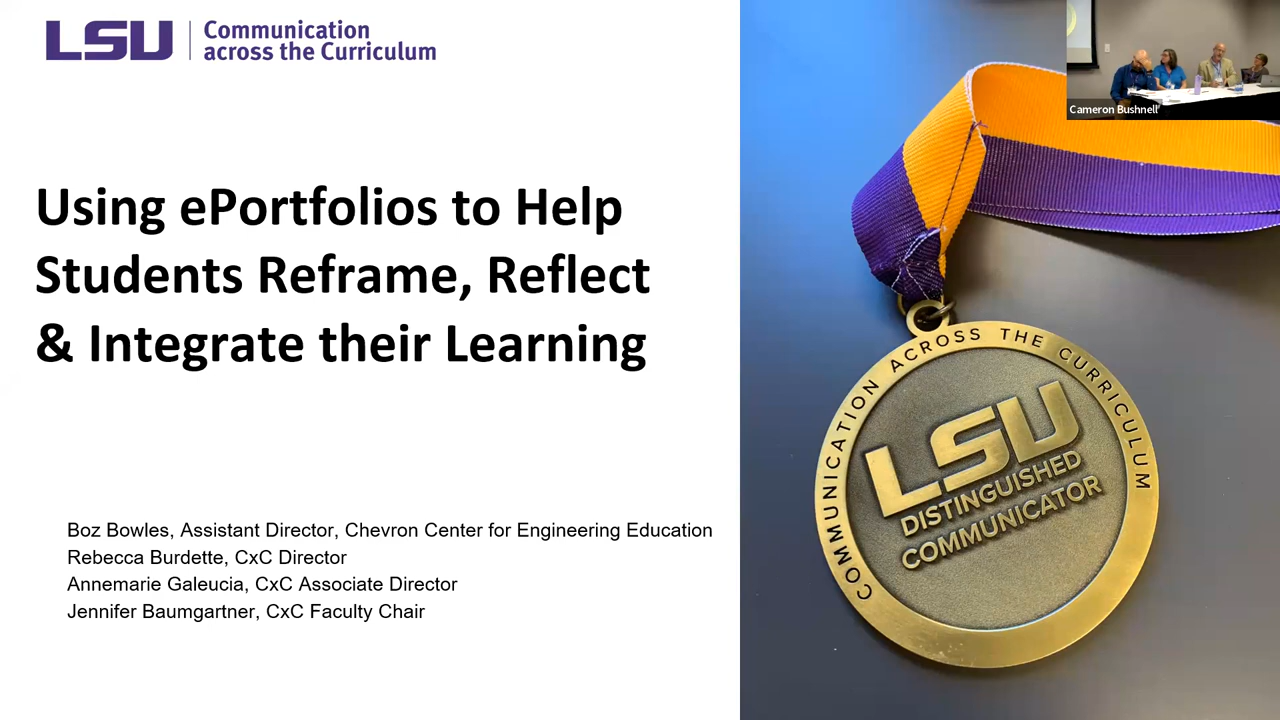 LSU
Communication
across the Curriculum
Cameron Bushnell
Using ePortfolios to Help
Students Reframe, Reflect
& Integrate their Learning
Boz Bowles, Assistant Director, Chevron Center for Engineering Education
Rebecca Burdette, CxC Director
Annemarie Galeucia, CxC Associate Director
Jennifer Baumgartner, CxC Faculty Chair
COMMUNICATION ACROSS THE CURRICULUM
LSU
DISTINGUISHED
COMMUNICATOR